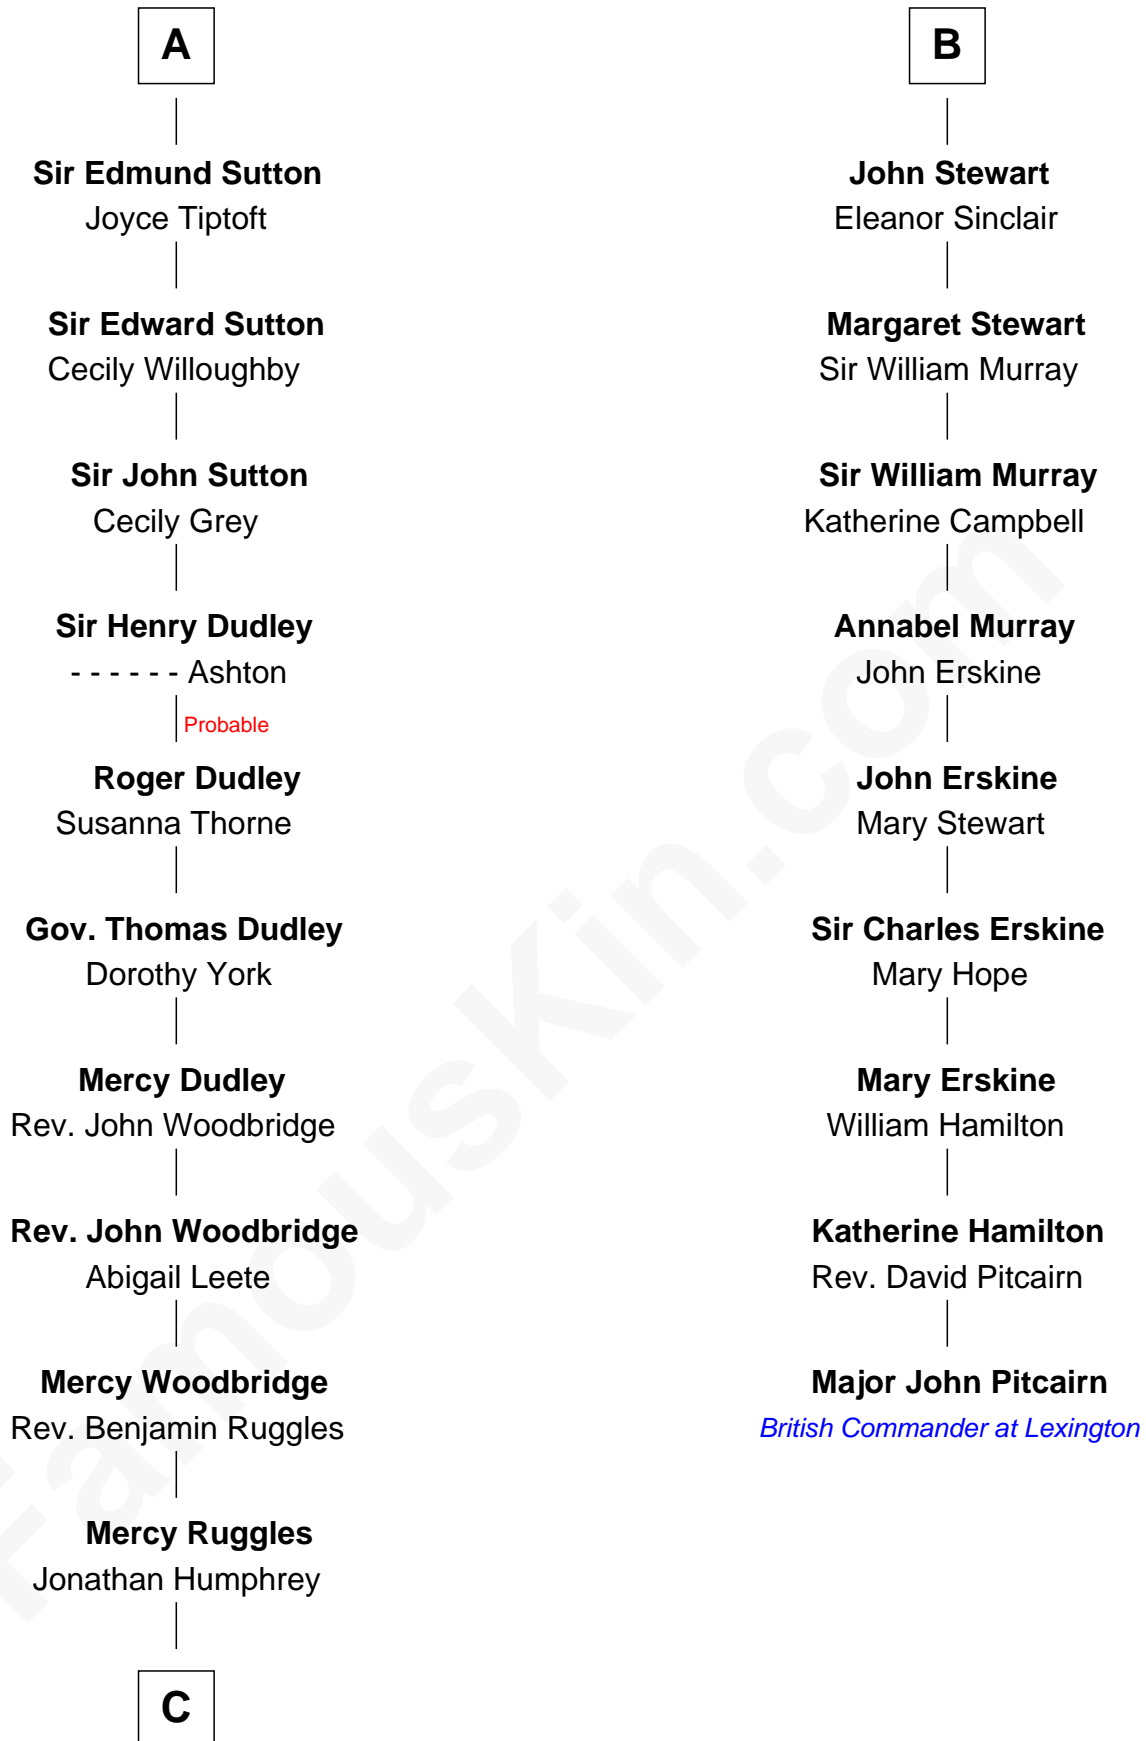 A
Sir Edmund Sutton
Joyce Tiptoft
Sir Edward Sutton
Cecily Willoughby
Sir John Sutton
Cecily Grey
Sir Henry Dudley
- - - - - - Ashton
Probable
Roger Dudley
Susanna Thorne
Gov. Thomas Dudley
Dorothy York
Mercy Dudley
Rev. John Woodbridge
Rev. John Woodbridge
Abigail Leete
Mercy Woodbridge
Rev. Benjamin Ruggles
Mercy Ruggles
Jonathan Humphrey
C
B
John Stewart
Eleanor Sinclair
Margaret Stewart
Sir William Murray
Sir William Murray
Katherine Campbell
Annabel Murray
John Erskine
John Erskine
Mary Stewart
Sir Charles Erskine
Mary Hope
Mary Erskine
William Hamilton
Katherine Hamilton
Rev. David Pitcairn
Major John Pitcairn
British Commander at Lexington
FamousKin.com